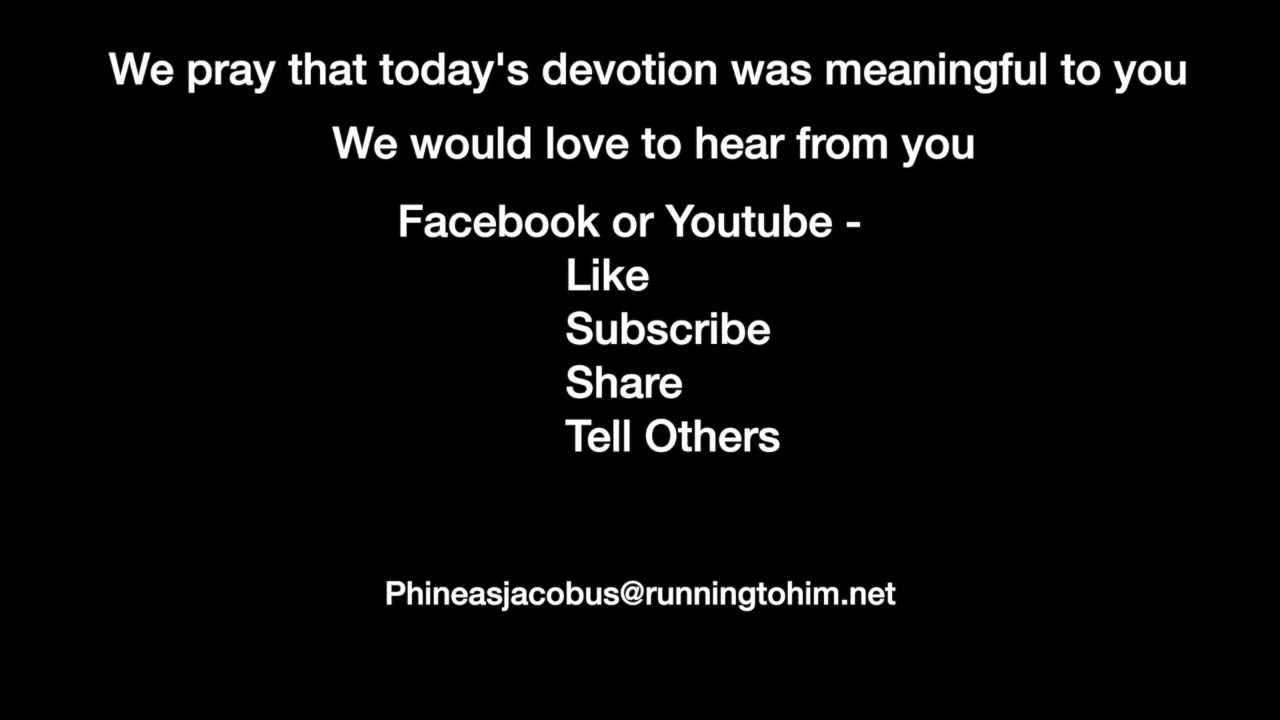 We pray that today's devotion was meaningful to you
We would love to hear from you
Facebook or Youtube -
Like
Subscribe
Share
Tell Others
Phineasjacobus@runningtohim.net